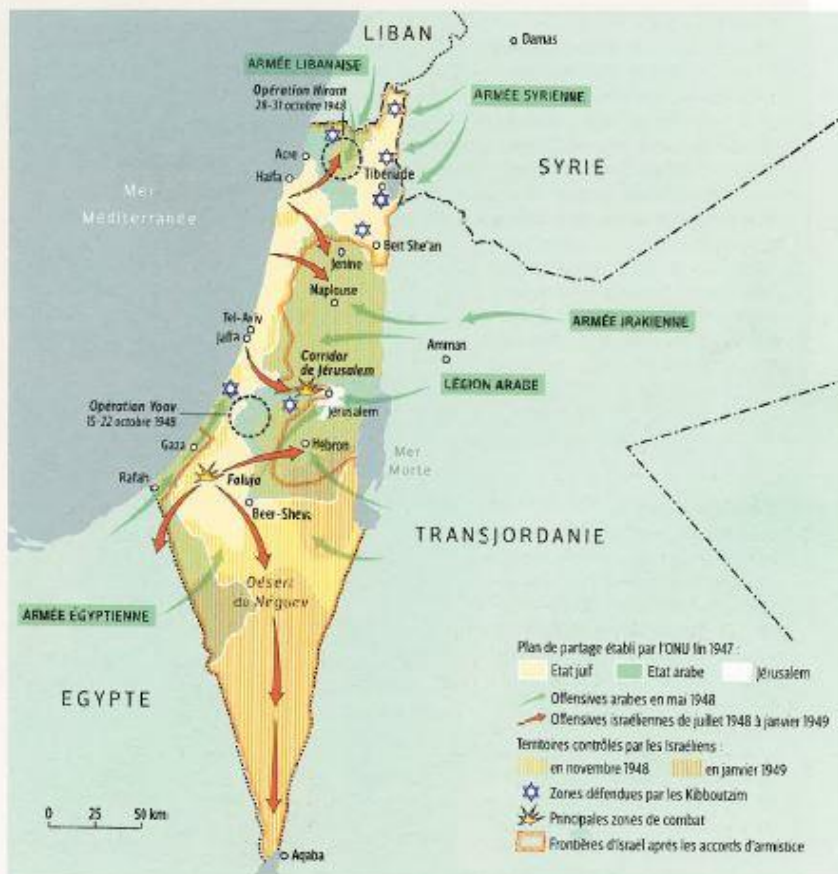 LIBAN
Damas
ARMÉE LIBANAISE
Opération Hiram
28-31 octobre 1948
ARMÉE SYRIENNE
Acre
Haïfa
Tibériade
SYRIE
Mer
Méditerranée
Beit She'an
Jenine
Naplouse
ARMÉE IRAKIENNE
Tel-Aviv
Jaffa
Amman
Corridor
de Jérusalem
LÉGION ARABE
Opération Yoav
15-22 octobre 1948
Jérusalem
Gaza
Hébron
Mer
Morte
Rafah
Faluja
Beer-Sheva
TRANSJORDANIE
Désert
du Neguev
ARMÉE ÉGYPTIENNE
EGYPTE
Plan de partage établi par l'ONU fin 1947 :
Etat juif Etat arabe Jérusalem
Offensives arabes en mai 1948
Offensives israéliennes de juillet 1948 à janvier 1949
Territoires contrôlés par les Israéliens :
en novembre 1948 en janvier 1949
Zones défendues par les Kibboutzim
Principales zones de combat
Frontières d'Israel après les accords d'armistice
0 25 50 km
Aqaba